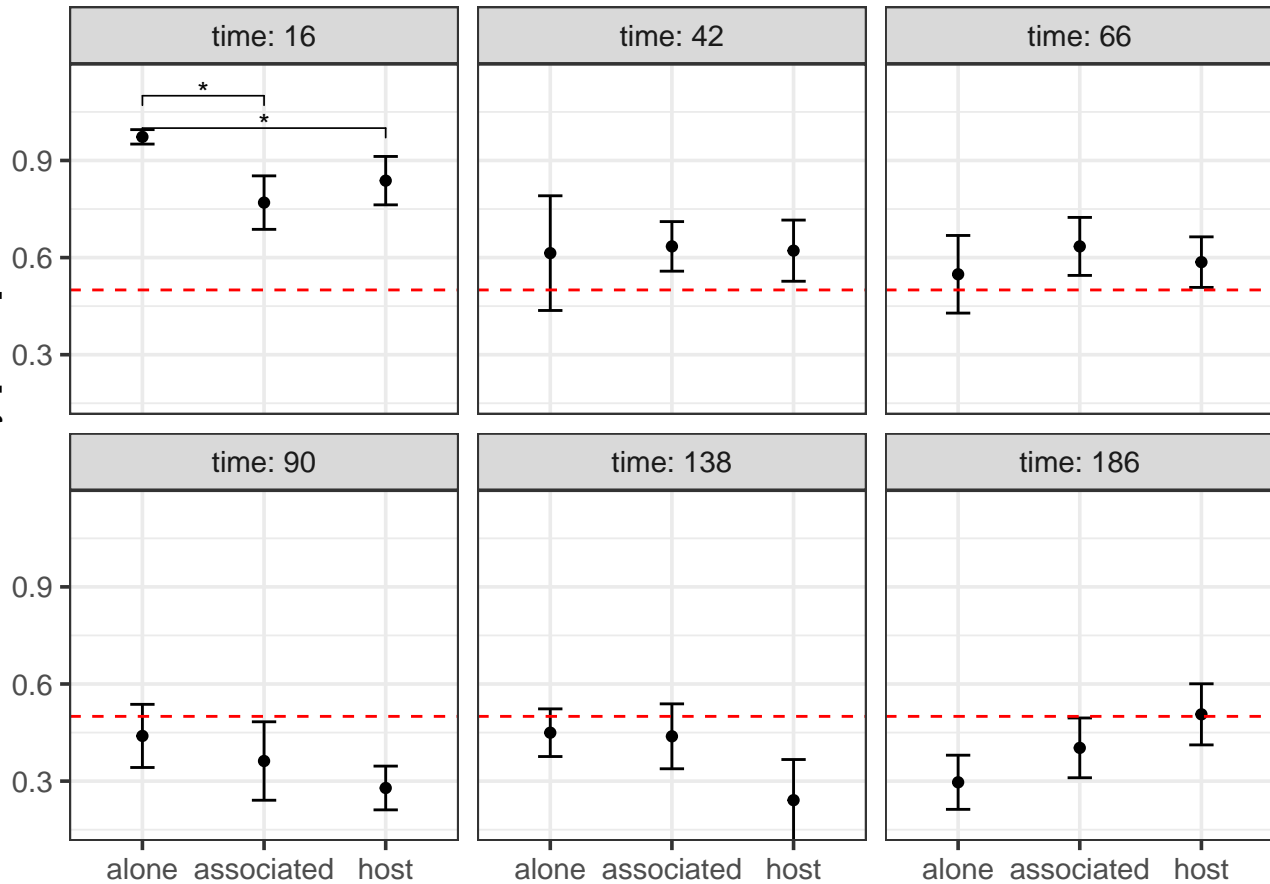 time: 16
time: 42
time: 66
*
*
0.9
0.6
0.3
time: 90
time: 138
time: 186
0.9
0.6
0.3
alone associated host
alone associated host
alone associated host